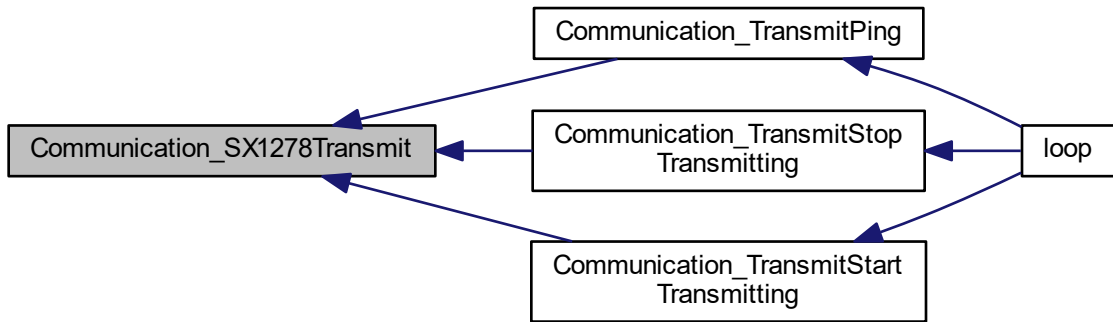 Communication_TransmitPing
Communication_SX1278Transmit
Communication_TransmitStop
Transmitting
loop
Communication_TransmitStart
Transmitting